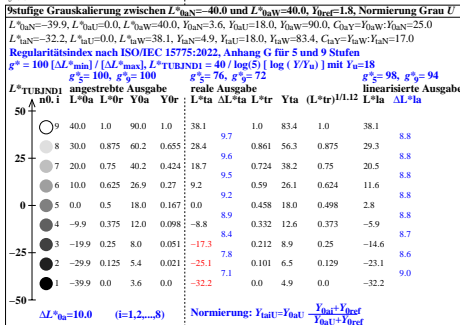 9stufige Grauskalierung zwischen L*0aN=−40.0 und L*0aW=40.0, Y0ref=1.8, Normierung Grau U
L*0aN=−39.9, L*0aU=0.0, L*0aW=40.0, Y0aN=3.6, Y0aU=18.0, Y0aW=90.0, C0aY=Y0aW:Y0aN=25.0
L*taN=−32.2, L*taU=0.0, L*taW=38.1, YtaN=4.9, YtaU=18.0, YtaW=83.4, CtaY=YtaW:YtaN=17.0
Regularitätsindex nach ISO/IEC 15775:2022, Anhang G für 5 und 9 Stufen
g* = 100 [ΔL*min] / [ΔL*max], L*TUBJND1 = 40 / log(5) [ log ( Y/Yu ) ] mit Yu=18
g*5= 100, g*9= 100 g*5= 76, g*9= 72 g*5= 98, g*9= 94
L*TUBJND1 angestrebte Ausgabe reale Ausgabe linearisierte Ausgabe
n0. i L*0a L*0r Y0a Y0r L*ta ΔL*ta L*tr Yta (L*tr)1/1.12 L*la ΔL*la
9 40.0 1.0 90.0 1.0 38.1 1.0 83.4 1.0 38.1
50
9.7 8.8
8 30.0 0.875 60.2 0.655 28.4 0.861 56.3 0.875 29.3
9.6 8.8
25 7 20.0 0.75 40.2 0.424 18.7 0.724 38.2 0.75 20.5
9.5 8.8
6 10.0 0.625 26.9 0.27 9.2 0.59 26.1 0.624 11.6
9.2 8.8
0 5 0.0 0.5 18.0 0.167 0.0 0.458 18.0 0.498 2.8
8.9 8.8
4 −9.9 0.375 12.0 0.098 −8.8 0.332 12.6 0.373 −5.9
8.4 8.7
−25 3 −19.9 0.25 8.0 0.051 −17.3 0.212 8.9 0.25 −14.6
7.8 8.6
2 −29.9 0.125 5.4 0.021 −25.1 0.101 6.5 0.129 −23.1
7.1 9.0
1 −39.9 0.0 3.6 0.0 −32.2 0.0 4.9 0.0 −32.2
−50
ΔL*0a=10.0 (i=1,2,...,8) Normierung: YtaiU=Y0aU (Y0ai+Y0ref)/(Y0aU+Y0ref)